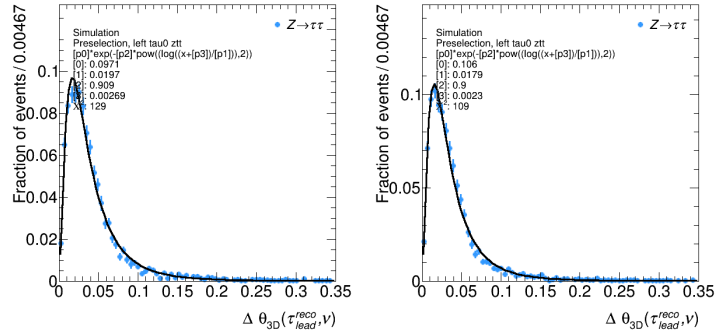 Fraction of events / 0.00467
Z→ττ
Simulation
Preselection, left tau0 ztt
[p0]*exp(-[p2]*pow((log((x+[p3])/[p1])),2))
[0]: 0.0971
[1]: 0.0197
[2]: 0.909
[3]: 0.00269
129
0.1
0.08
0.06
0.04
0.02
0
0 0.05 0.1 0.15 0.2 0.25 0.3 0.35
Δ θ3D(τ reco lead, ν)
Fraction of events / 0.00467
Z→ττ
Simulation
Preselection, left tau0 ztt
[p0]*exp(-[p2]*pow((log((x+[p3])/[p1])),2))
[0]: 0.106
[1]: 0.0179
[2]: 0.9
[3]: 0.0023
109
0.1
0.05
0
0 0.05 0.1 0.15 0.2 0.25 0.3 0.35
Δ θ3D(τ reco lead, ν)